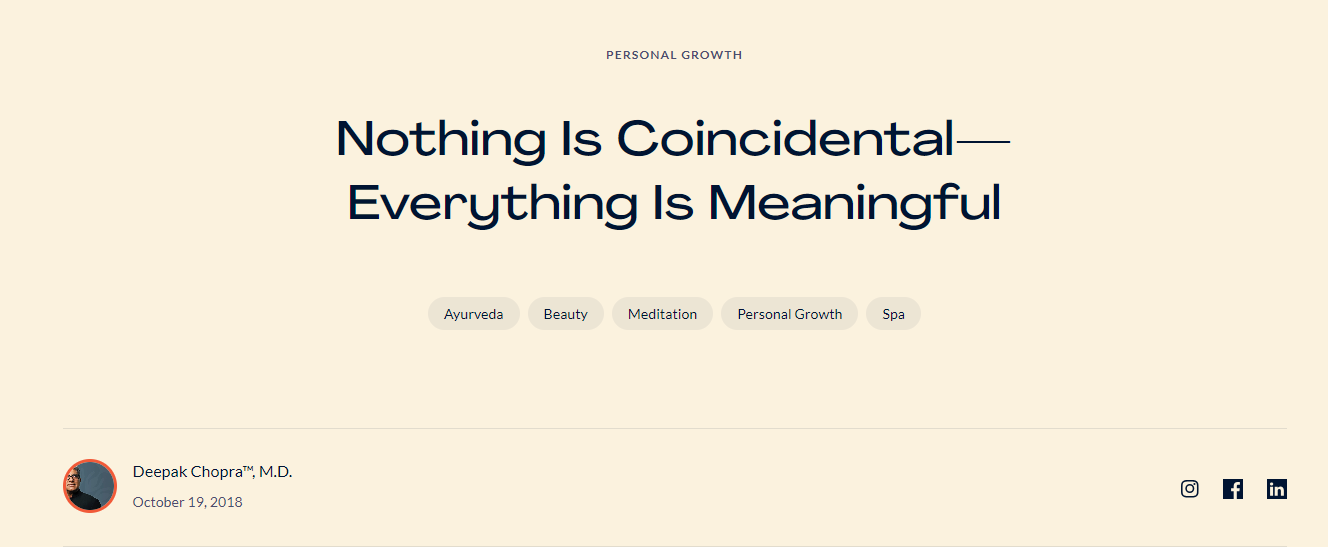 PERSONAL GROWTH
Nothing Is Coincidental—
Everything Is Meaningful
Ayurveda Beauty Meditation Personal Growth Spa
Deepak Chopra™, M.D.
October 19, 2018